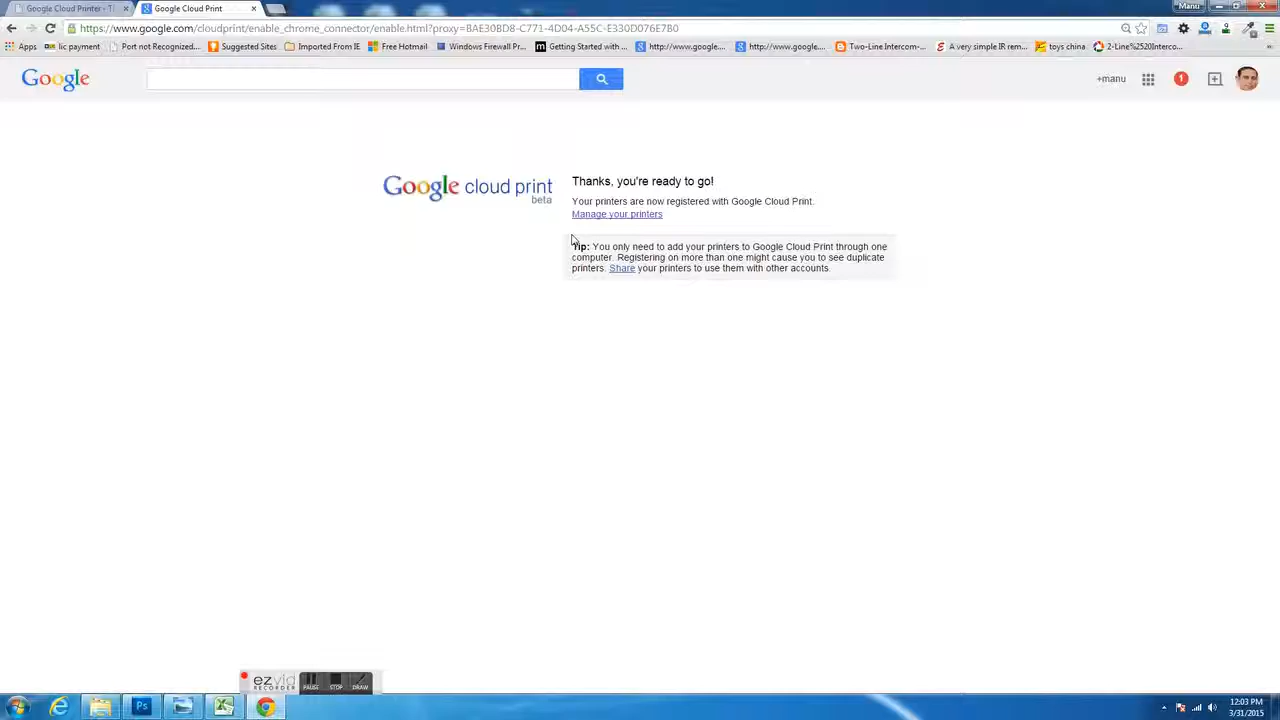 Google Cloud Printer - T
Google Cloud Print
Manu
https://www.google.com/cloudprint/enable_chrome_connector/enable.html?proxy=BAE30BD8-C771-4D04-A55C-E330D076E7B0
Apps
lic payment
Port not Recognized...
Suggested Sites
Imported From IE
Free Hotmail
Windows Firewall Pr...
Getting Started with ...
http://www.google....
http://www.google....
Two-Line Intercom-...
A very simple IR rem...
toys china
2-Line%2520Interco...
Google
+manu
1
Google cloud print
beta
Thanks, you're ready to go!
Your printers are now registered with Google Cloud Print.
Manage your printers
Tip: You only need to add your printers to Google Cloud Print through one
computer. Registering on more than one might cause you to see duplicate
printers. Share your printers to use them with other accounts.
ezvid
RECORDER
PAUSE
STOP
DRAW
Ps
12:03 PM
3/31/2015